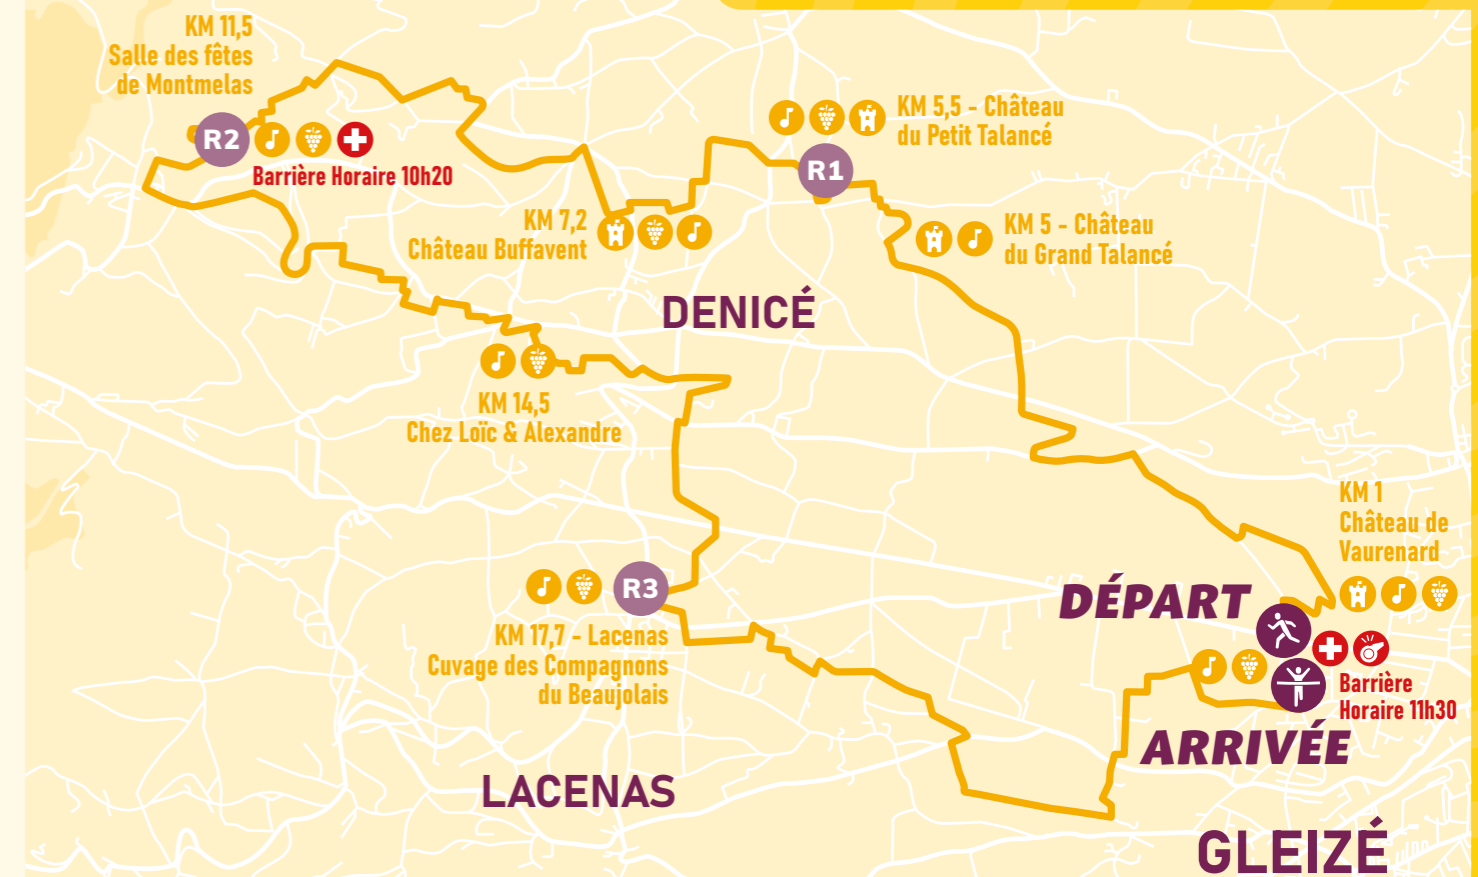 KM 11,5
Salle des fêtes
de Montmelas
R2
Barrière Horaire 10h20
KM 5,5 - Château
du Petit Talancé
R1
KM 7,2
Château Buffavent
KM 5 - Château
du Grand Talancé
DENICÉ
KM 14,5
Chez Loïc & Alexandre
KM 1
Château de
Vaurenard
DÉPART
R3
KM 17,7 - Lacenas
Cuvage des Compagnons
du Beaujolais
Barrière
Horaire 11h30
ARRIVÉE
LACENAS
GLEIZÉ